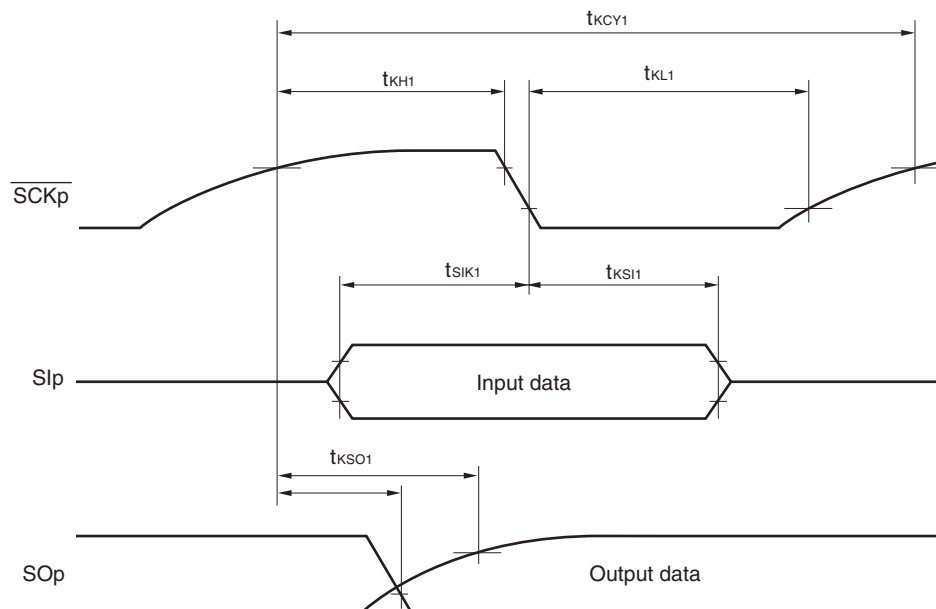 tKCY1
tKH1
tKL1
SCKp
tSIK1
tKSI1
SIp
Input data
tKSO1
SOp
Output data